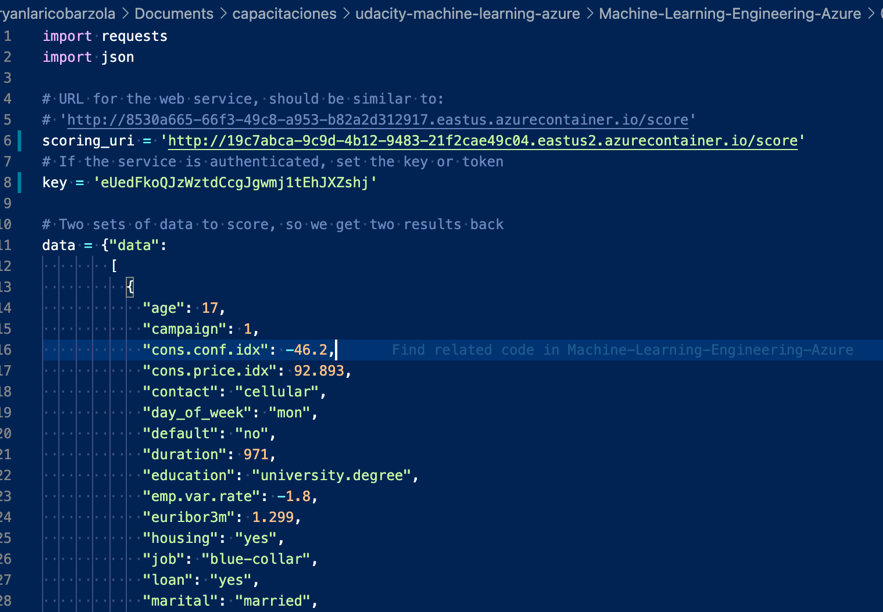 ryanlaricobarzola > Documents > capacitaciones > udacity-machine-learning-azure > Machine-Learning-Engineering-Azure >
1 import requests
2 import json
3
4 # URL for the web service, should be similar to:
5 # 'http://8530a665-66f3-49c8-a953-b82a2d312917.eastus.azurecontainer.io/score'
6 scoring_uri = 'http://19c7abca-9c9d-4b12-9483-21f2cae49c04.eastus2.azurecontainer.io/score'
7 # If the service is authenticated, set the key or token
8 key = 'eUedFkoQJzWztdCcgJgwmj1tEhJXZshj'
9
10 # Two sets of data to score, so we get two results back
11 data = {"data":
12 [
13 {
14 "age": 17,
15 "campaign": 1,
16 "cons.conf.idx": -46.2, Find related code in Machine-Learning-Engineering-Azure
17 "cons.price.idx": 92.893,
18 "contact": "cellular",
19 "day_of_week": "mon",
20 "default": "no",
21 "duration": 971,
22 "education": "university.degree",
23 "emp.var.rate": -1.8,
24 "euribor3m": 1.299,
25 "housing": "yes",
26 "job": "blue-collar",
27 "loan": "yes",
28 "marital": "married",